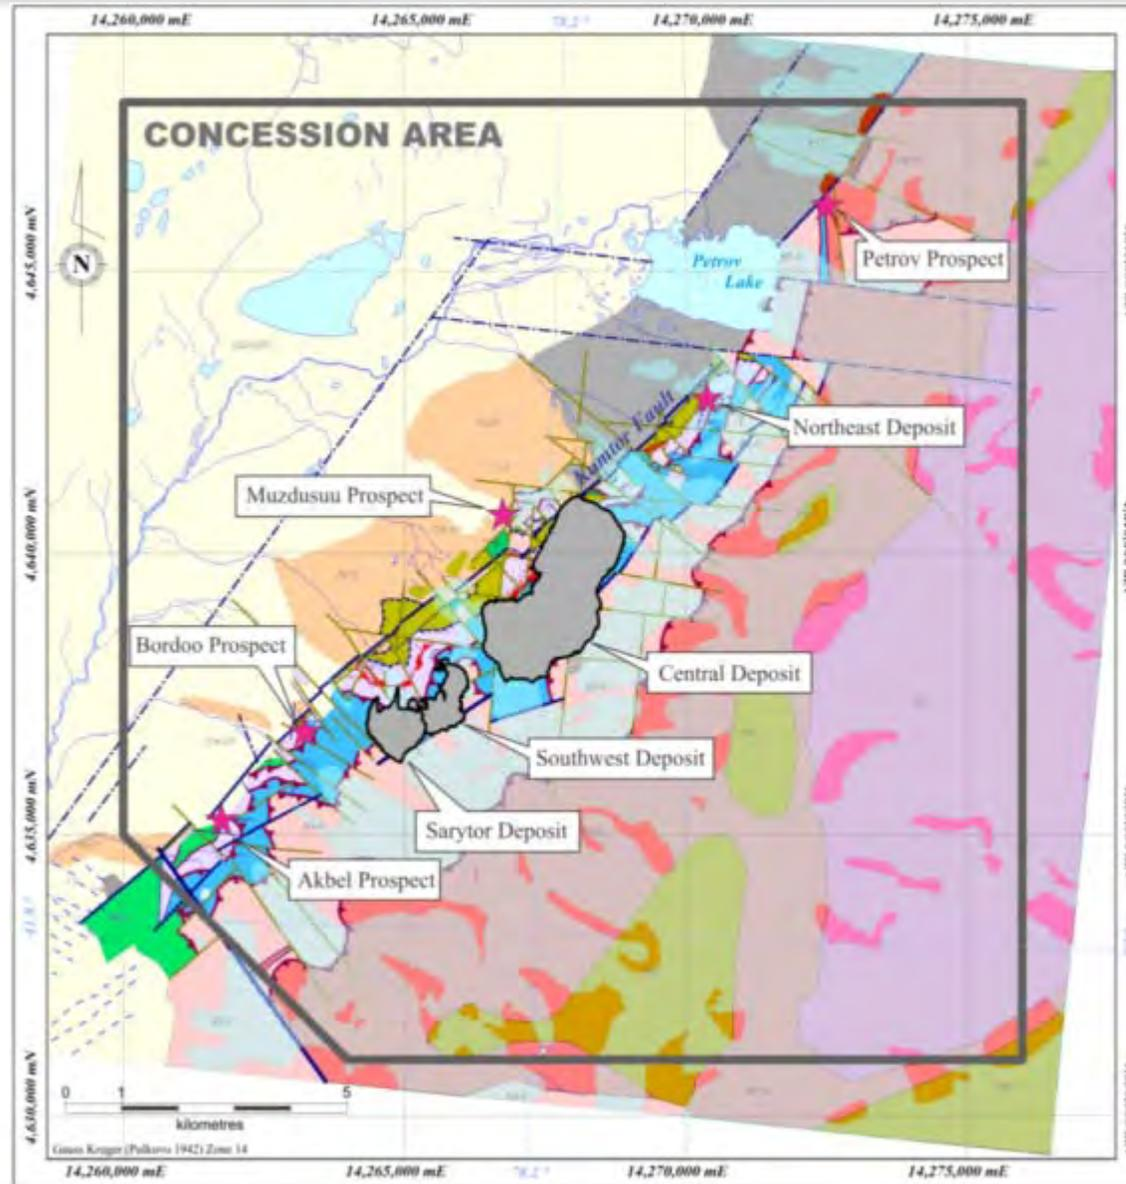 14,260,000 mE
14,265,000 mE
14,270,000 mE
14,275,000 mE
CONCESSION AREA
4,645,000 mN
N
Petrov
Lake
Petrov Prospect
Kumtor Fault
Northeast Deposit
Muzdusuu Prospect
4,640,000 mN
Bordoo Prospect
Central Deposit
Southwest Deposit
Sarytor Deposit
4,635,000 mN
Akbel Prospect
0 1 5
kilometres
4,630,000 mN
Gauss Kruger (Pulkovo 1942) Zone 14
14,260,000 mE
14,265,000 mE
14,270,000 mE
14,275,000 mE